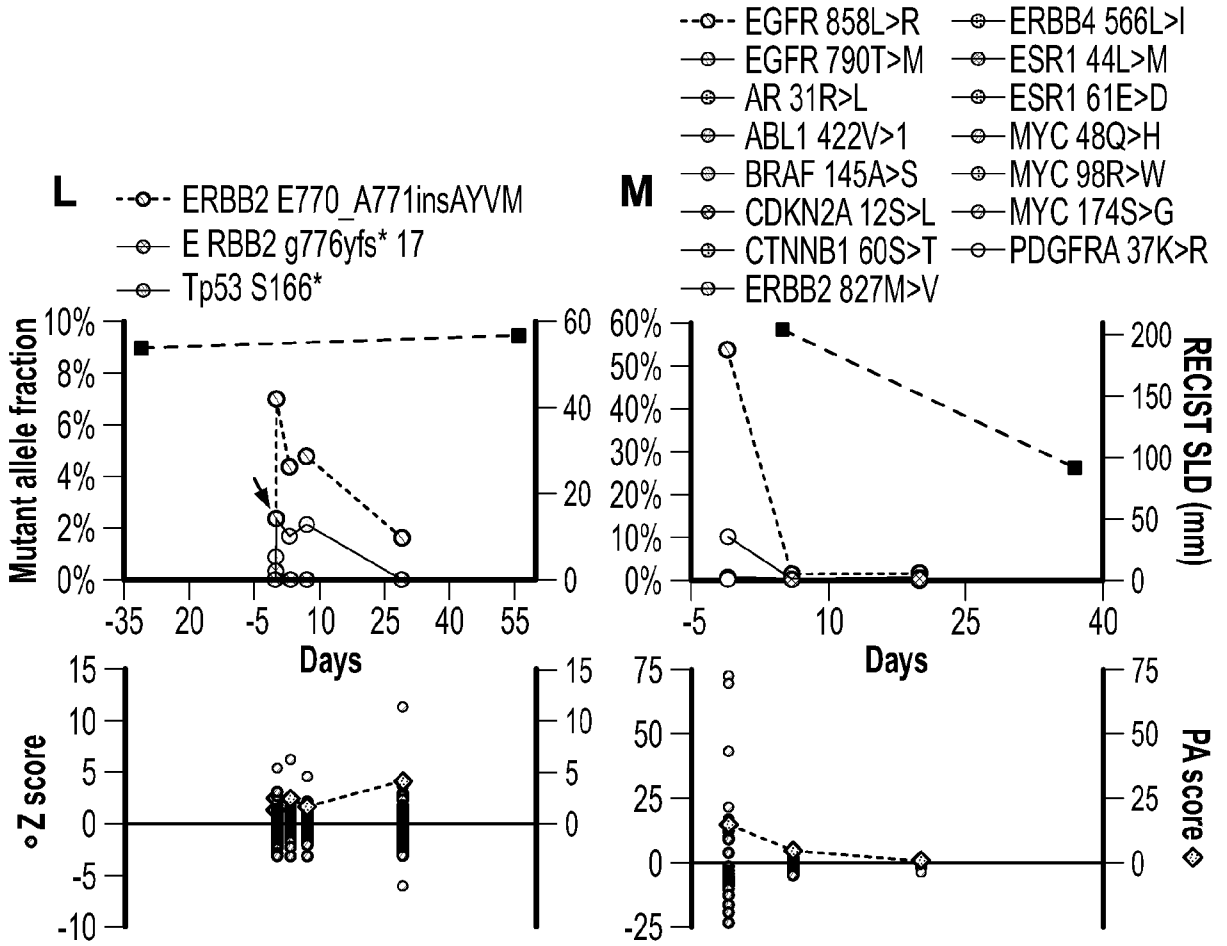 EGFR 858L>R
EGFR 790T>M
AR 31R>L
ABL1 422V>1
BRAF 145A>S
CDKN2A 12S>L
CTNNB1 60S>T
ERBB2 827M>V
ERBB4 566L>I
ESR1 44L>M
ESR1 61E>D
MYC 48Q>H
MYC 98R>W
MYC 174S>G
PDGFRA 37K>R
L
ERBB2 E770_A771insAYVM
E RBB2 g776yfs* 17
Tp53 S166*
M
Mutant allele fraction
10%
8%
6%
4%
2%
0%
60
40
20
0
-35 20 -5 10 25 40 55
Days
60%
50%
40%
30%
20%
10%
0%
200
150
100
50
0
RECIST SLD (mm)
-5 10 25 40
Days
Z score
15
10
5
0
-5
-10
15
10
5
0
75
50
25
0
-25
75
50
25
0
PA score